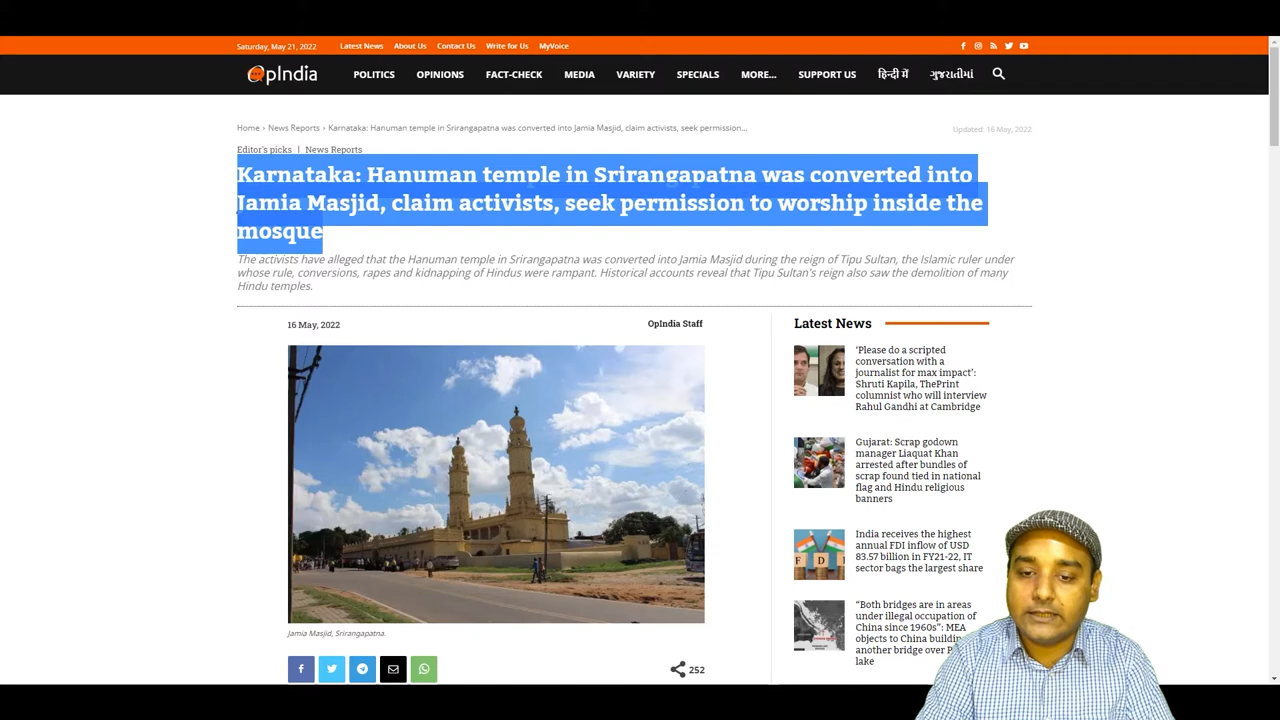 Saturday, May 21, 2022
Latest News
About Us
Contact Us
Write for Us
MyVoice
OpIndia
POLITICS
OPINIONS
FACT-CHECK
MEDIA
VARIETY
SPECIALS
MORE...
SUPPORT US
हिन्दी में
ગુજરાતીમાં
Home › News Reports › Karnataka: Hanuman temple in Srirangapatna was converted into Jamia Masjid, claim activists, seek permission...
Updated: 16 May, 2022
Editor's picks | News Reports
Karnataka: Hanuman temple in Srirangapatna was converted into
Jamia Masjid, claim activists, seek permission to worship inside the
mosque
The activists have alleged that the Hanuman temple in Srirangapatna was converted into Jamia Masjid during the reign of Tipu Sultan, the Islamic ruler under
whose rule, conversions, rapes and kidnapping of Hindus were rampant. Historical accounts reveal that Tipu Sultan's reign also saw the demolition of many
Hindu temples.
16 May, 2022
OpIndia Staff
Jamia Masjid, Srirangapatna.
252
Latest News
‘Please do a scripted
conversation with a
journalist for max impact’:
Shruti Kapila, ThePrint
columnist who will interview
Rahul Gandhi at Cambridge
Gujarat: Scrap godown
manager Liaquat Khan
arrested after bundles of
scrap found tied in national
flag and Hindu religious
banners
India receives the highest
annual FDI inflow of USD
83.57 billion in FY21-22, IT
sector bags the largest share
“Both bridges are in areas
under illegal occupation of
China since 1960s”: MEA
objects to China
another bridge over
lake